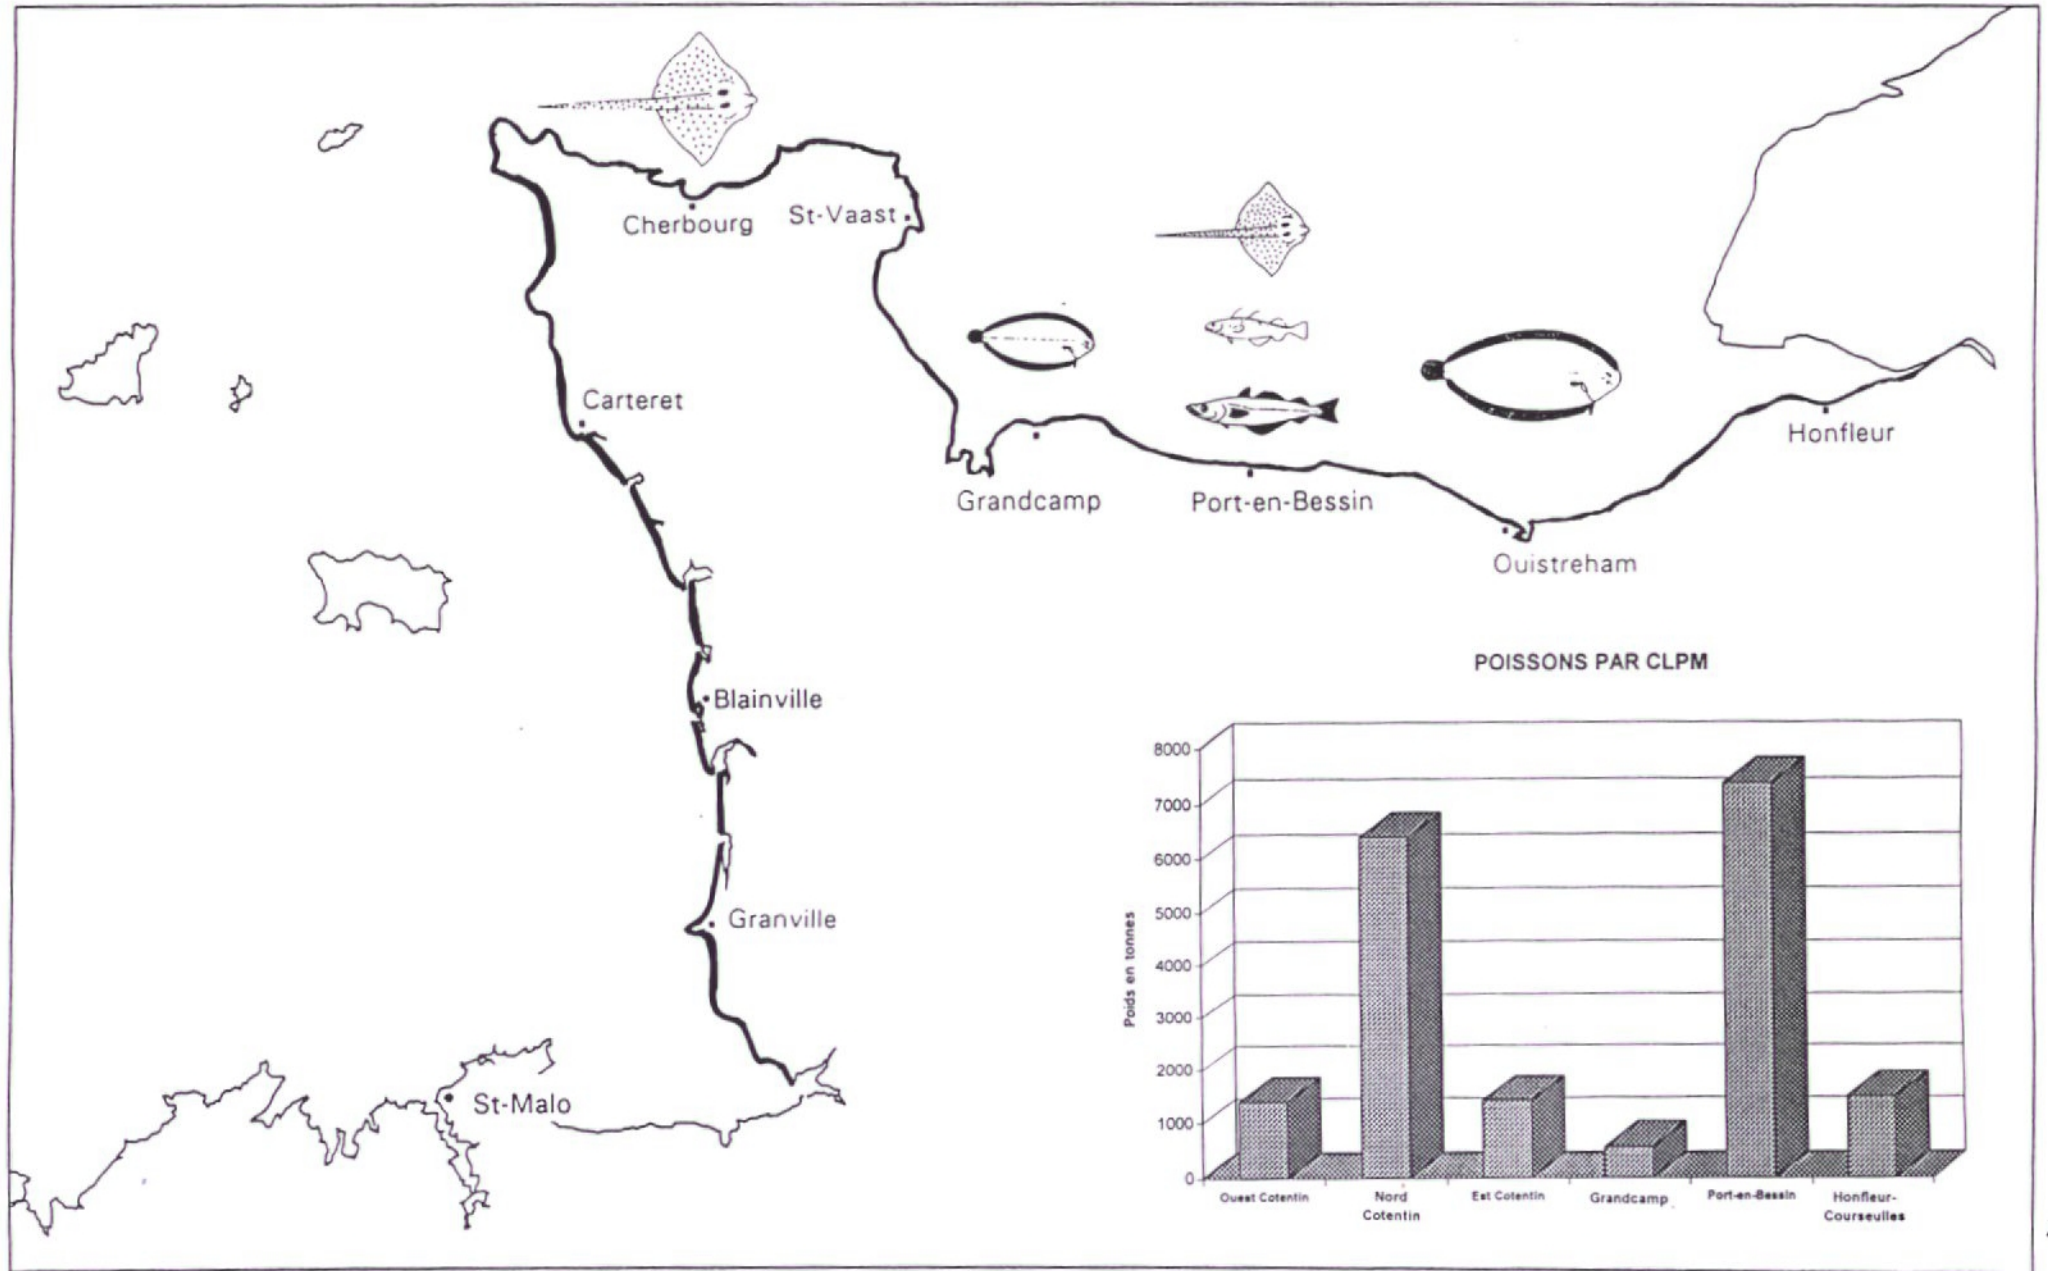 Cherbourg
St-Vaast
Carteret
Grandcamp
Port-en-Bessin
Honfleur
Ouistreham
Blainville
Granville
St-Malo
POISSONS PAR CLPM
Poids en tonnes
8000
7000
6000
5000
4000
3000
2000
1000
0
Ouest Cotentin
Nord
Cotentin
Est Cotentin
Grandcamp
Port-en-Bessin
Honfleur-
Courseulles